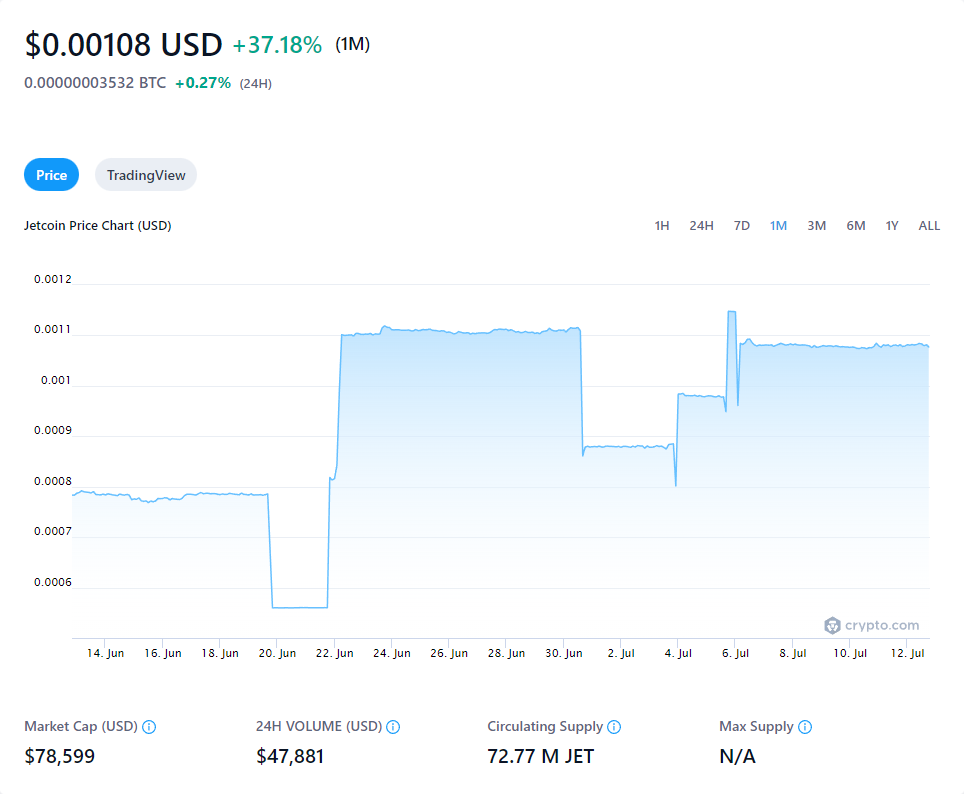 $0.00108 USD +37.18% (1M)
0.00000003532 BTC +0.27% (24H)
Price TradingView
Jetcoin Price Chart (USD) 1H 24H 7D 1M 3M 6M 1Y ALL
0.0012
0.0011
0.001
0.0009
0.0008
0.0007
0.0006
crypto.com
14. Jun 16. Jun 18. Jun 20. Jun 22. Jun 24. Jun 26. Jun 28. Jun 30. Jun 2. Jul 4. Jul 6. Jul 8. Jul 10. Jul 12. Jul
Market Cap (USD) 24H VOLUME (USD) Circulating Supply Max Supply
$78,599 $47,881 72.77 M JET N/A